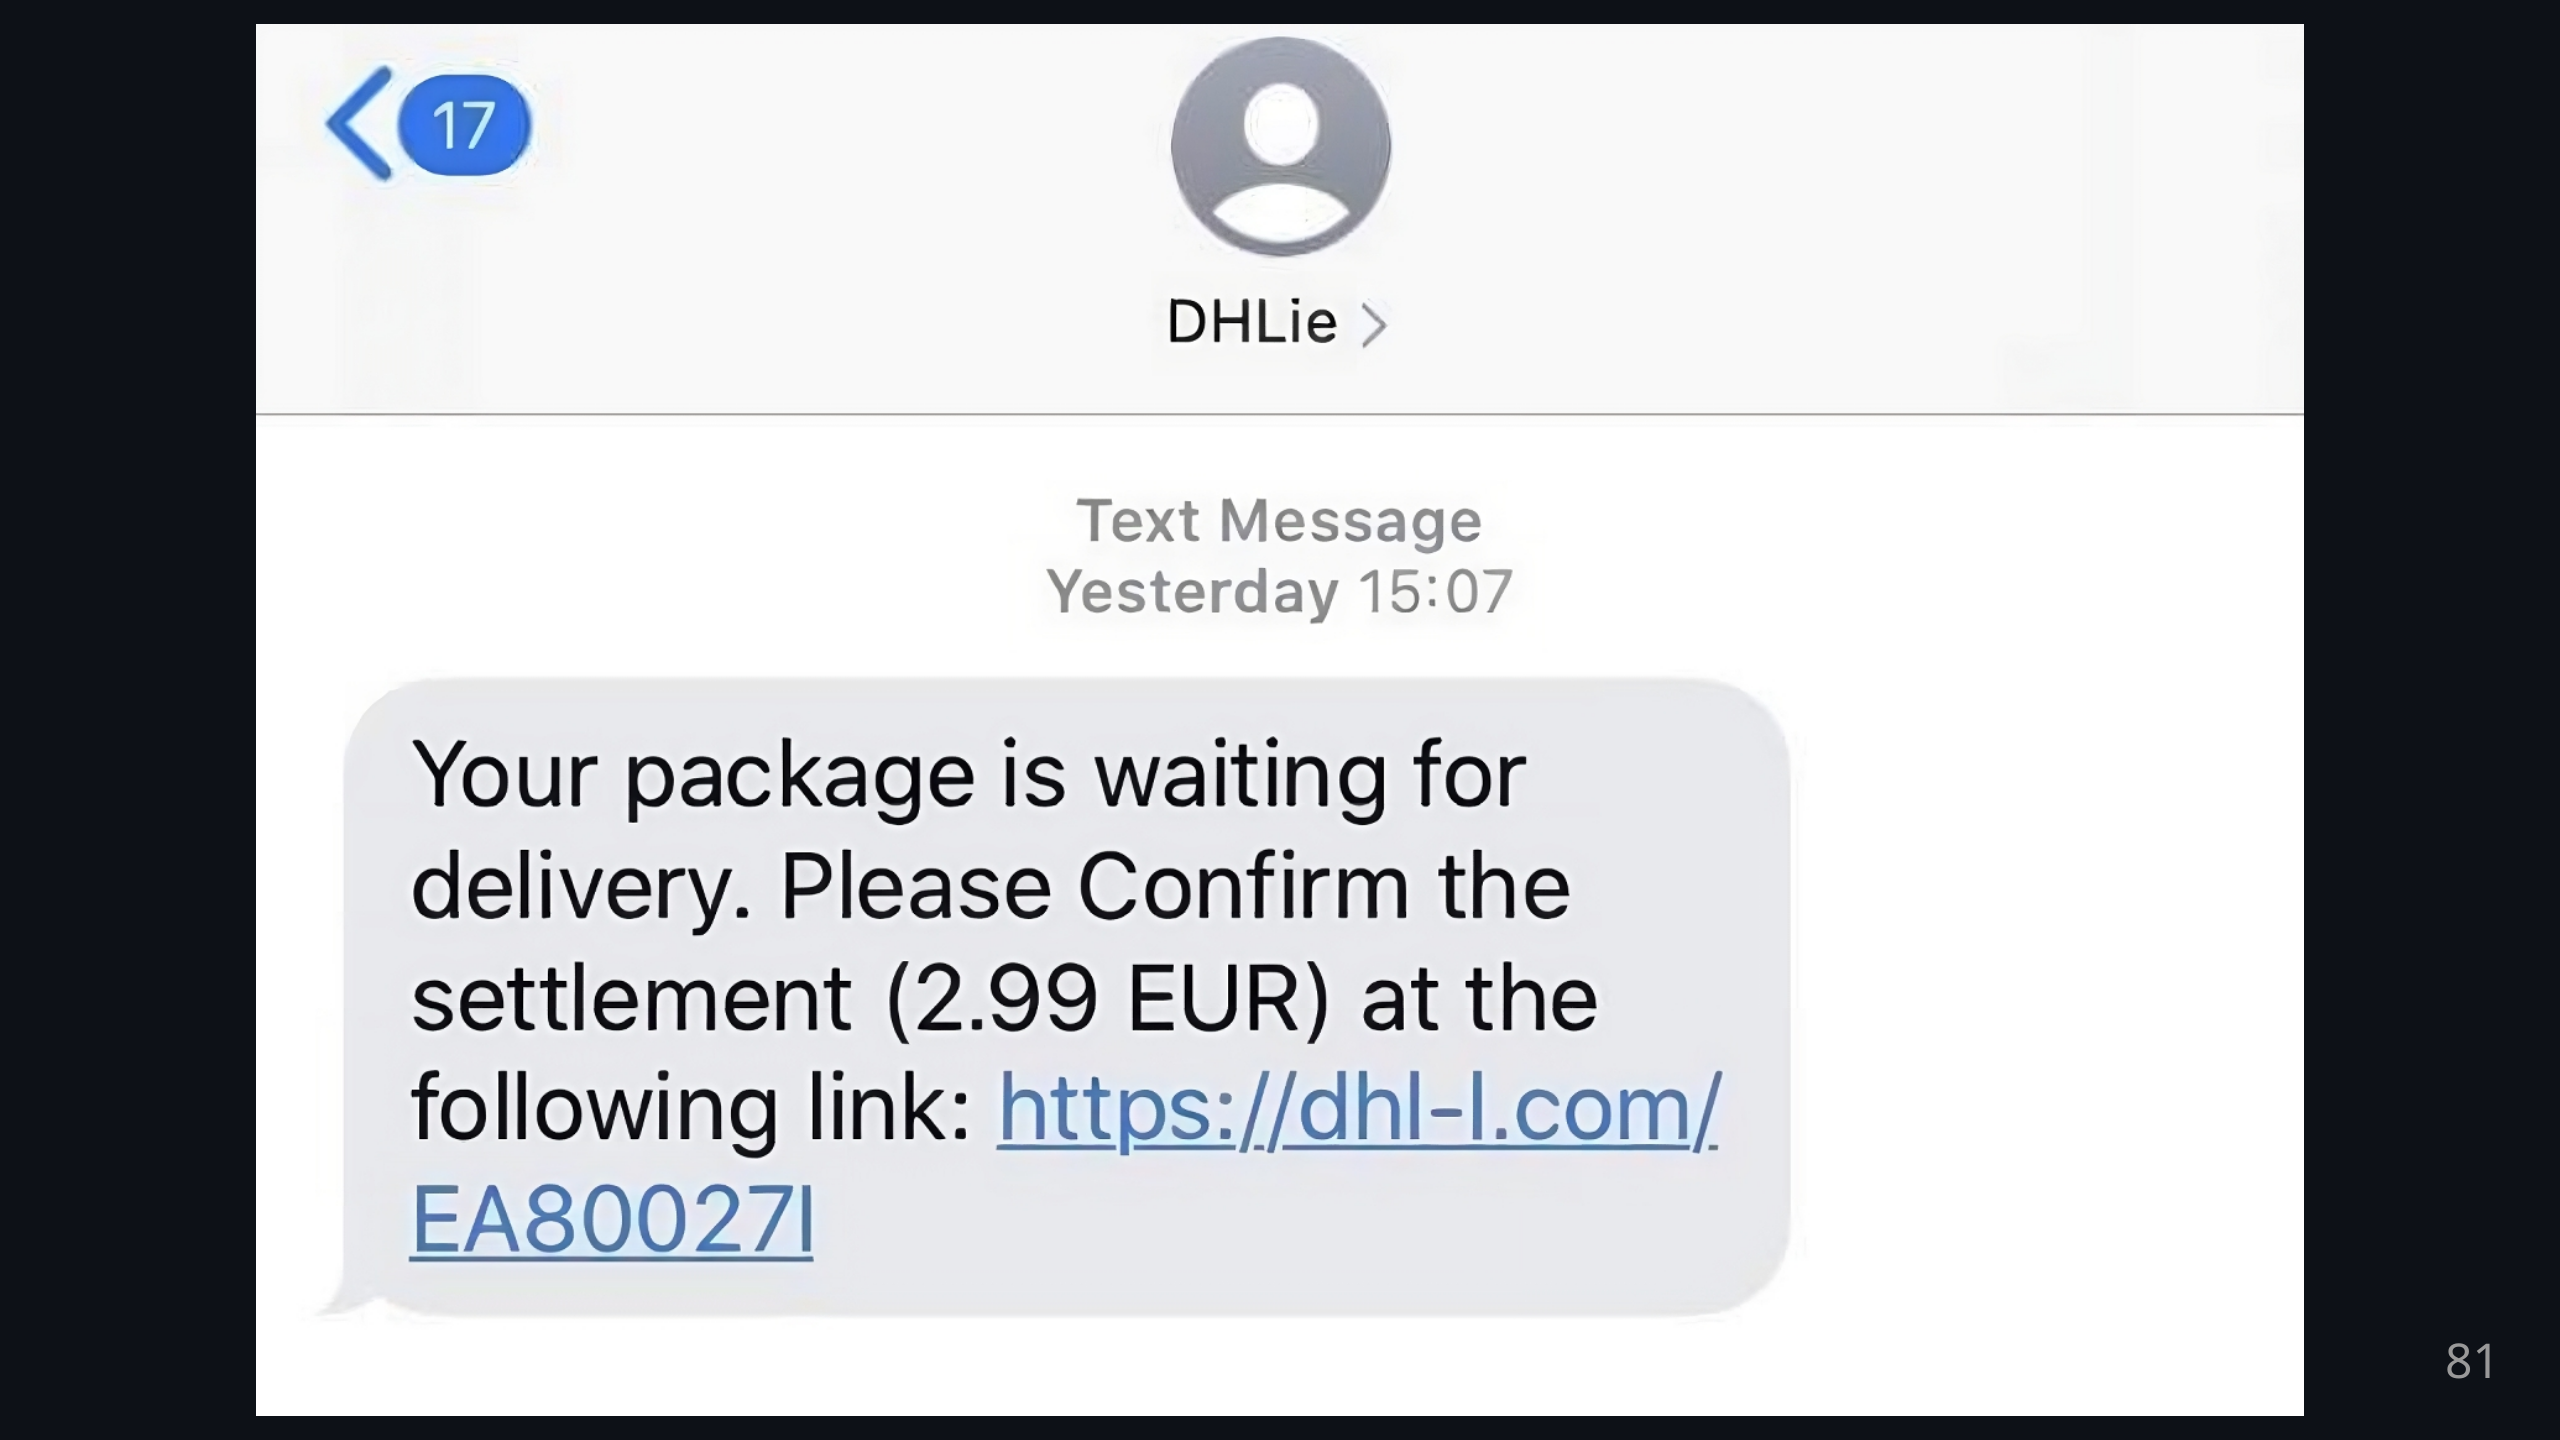 17
DHLie
Text Message
Yesterday 15:07
Your package is waiting for
delivery. Please Confirm the
settlement (2.99 EUR) at the
following link: https://dhl-l.com/
EA80027I
81